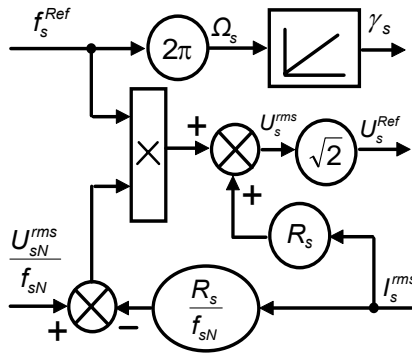 f_s^Ref
2π
Ω_s
γ_s
×
+
U_s^rms
√2
U_s^Ref
+
R_s
U_sN^rms
f_sN
+
−
R_s
f_sN
I_s^rms